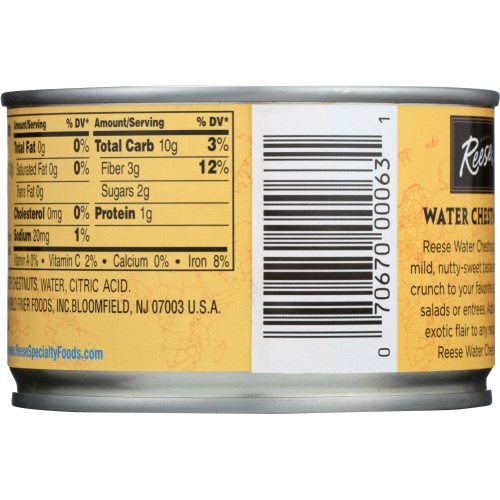 Amount/Serving % DV*
Total Fat 0g 0%
Saturated Fat 0g 0%
Trans Fat 0g
Cholesterol 0mg 0%
Sodium 20mg 1%
Amount/Serving % DV*
Total Carb 10g 3%
Fiber 3g 12%
Sugars 2g
Protein 1g
Vitamin A 0% • Vitamin C 2% • Calcium 0% • Iron 8%
CHESTNUTS, WATER, CITRIC ACID.
FINER FOODS, INC.BLOOMFIELD, NJ 07003 U.S.A.
www.ReeseSpecialtyFoods.com
0 70670 00063 1
Reese
WATER
Reese Water
mild, nutty-sweet
crunch to your favorite
salads or entrees.
exotic flair to any
Reese Water